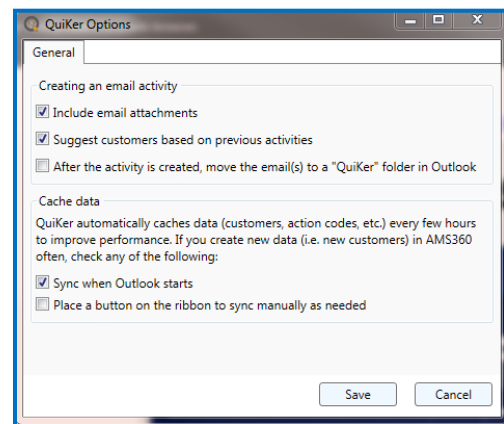 QuiKer Options
General
Creating an email activity
Include email attachments
Suggest customers based on previous activities
After the activity is created, move the email(s) to a "QuiKer" folder in Outlook
Cache data
QuiKer automatically caches data (customers, action codes, etc.) every few hours
to improve performance. If you create new data (i.e. new customers) in AMS360
often, check any of the following:
Sync when Outlook starts
Place a button on the ribbon to sync manually as needed
Save Cancel